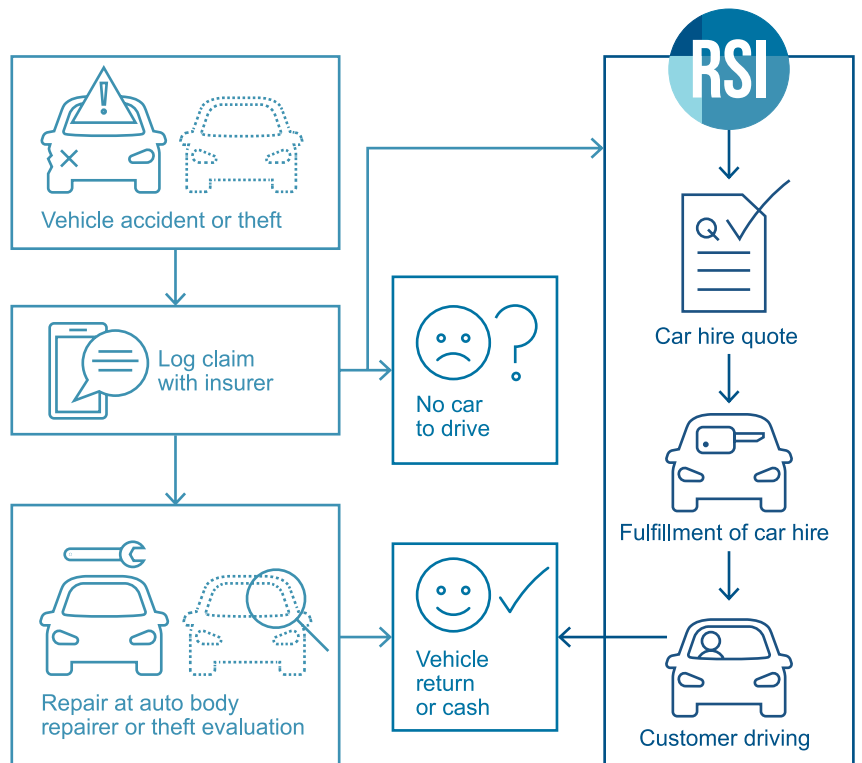 RSI
Vehicle accident or theft
Log claim
with insurer
No car
to drive
Car hire quote
Fulfillment of car hire
Repair at auto body
repairer or theft evaluation
Vehicle
return
or cash
Customer driving